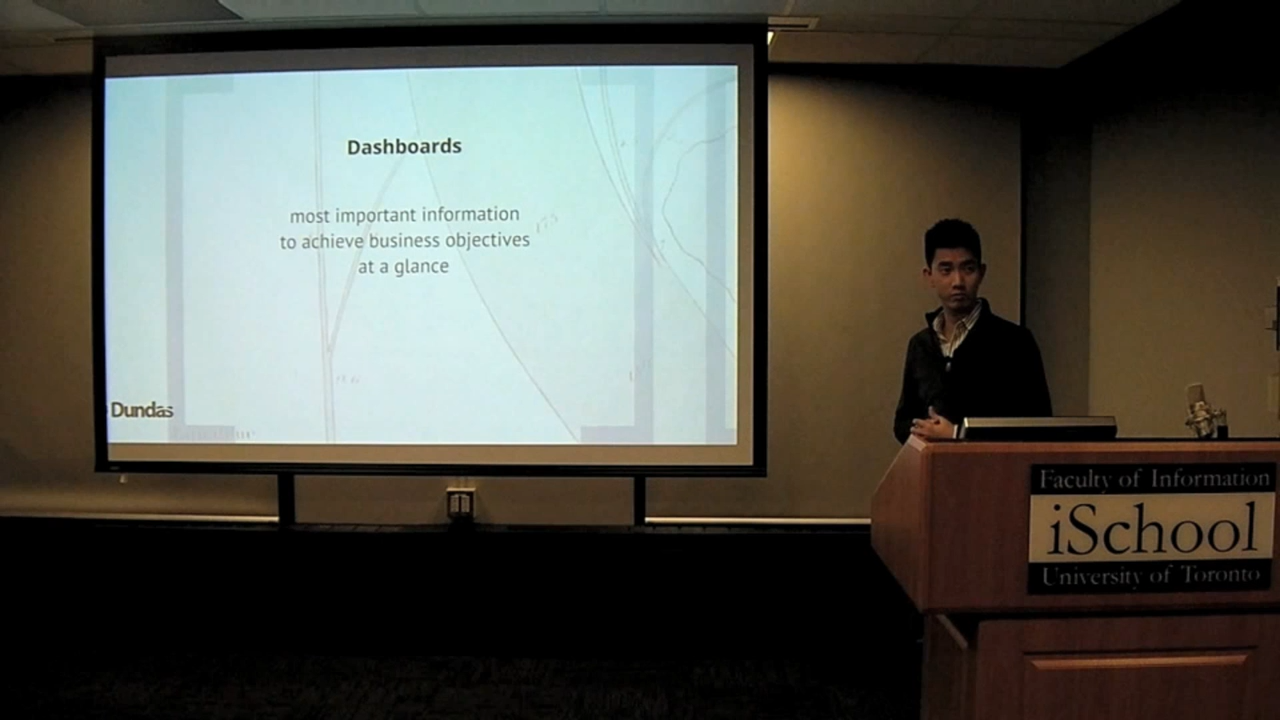 Dashboards
most important information
to achieve business objectives
at a glance
Dundas
Faculty of Information
iSchool
University of Toronto